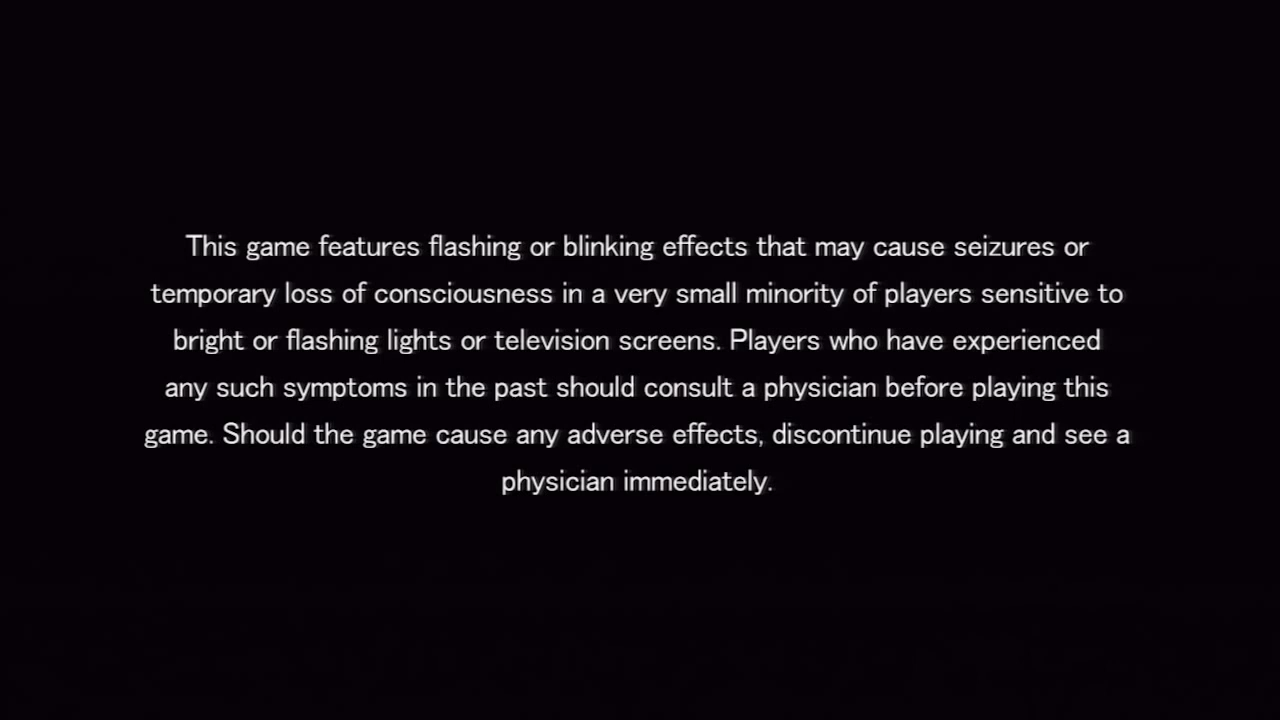 This game features flashing or blinking effects that may cause seizures or
temporary loss of consciousness in a very small minority of players sensitive to
bright or flashing lights or television screens. Players who have experienced
any such symptoms in the past should consult a physician before playing this
game. Should the game cause any adverse effects, discontinue playing and see a
physician immediately.